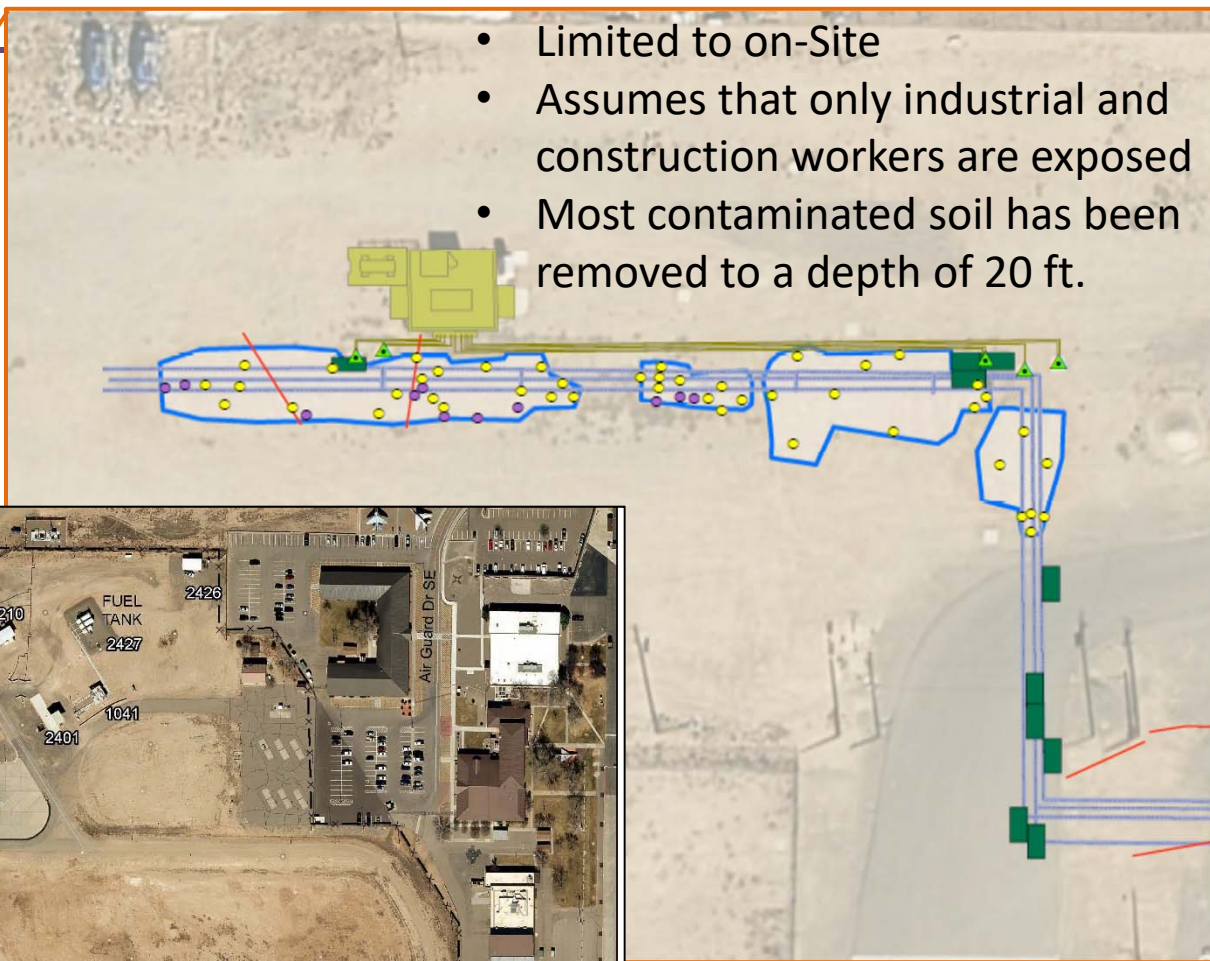 • Limited to on-Site
• Assumes that only industrial and
construction workers are exposed
• Most contaminated soil has been
removed to a depth of 20 ft.
2426
210
FUEL
TANK
2427
Air Guard Dr SE
1041
2401